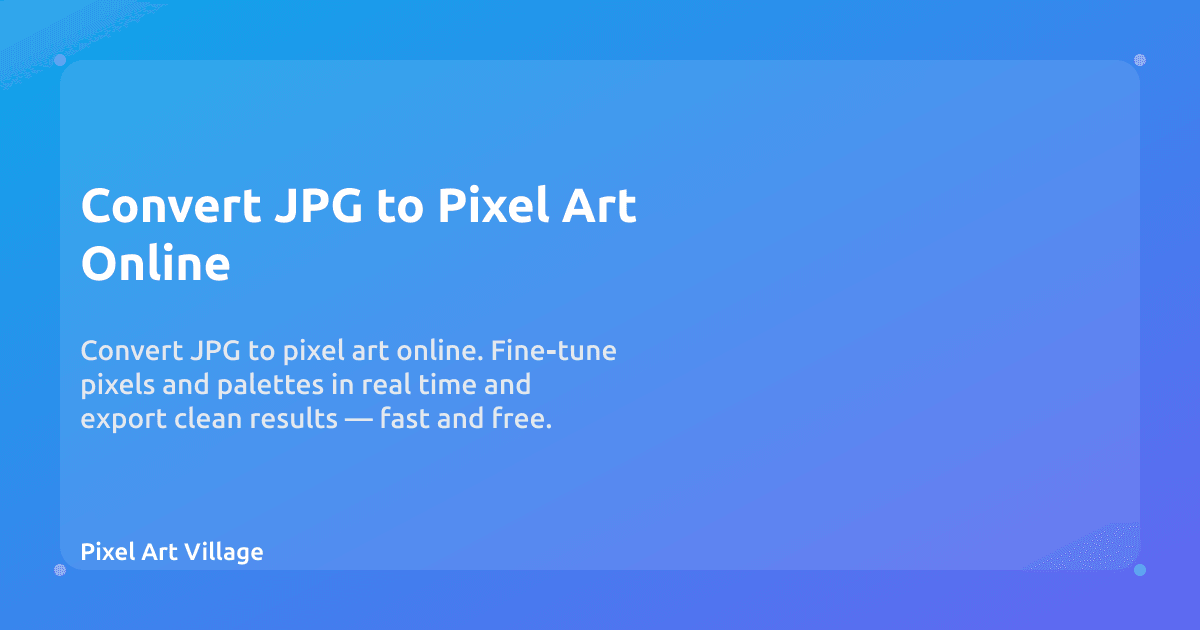 Convert JPG to Pixel Art
Online
Convert JPG to pixel art online. Fine-tune
pixels and palettes in real time and
export clean results — fast and free.
Pixel Art Village